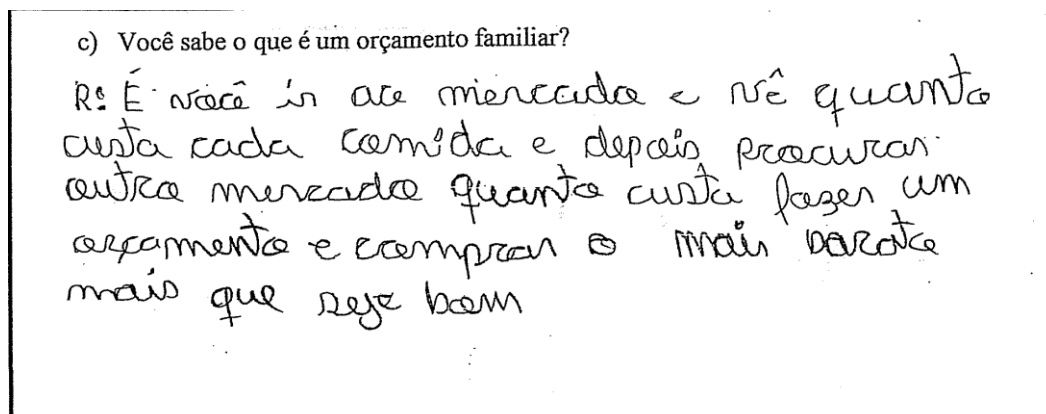 c) Você sabe o que é um orçamento familiar?
R: É você ir ao mercado e vê quanto
custa cada comida e depois procurar
outro mercado quanto custa fazer um
orçamento e comprar o mais barato
mais que seje bom